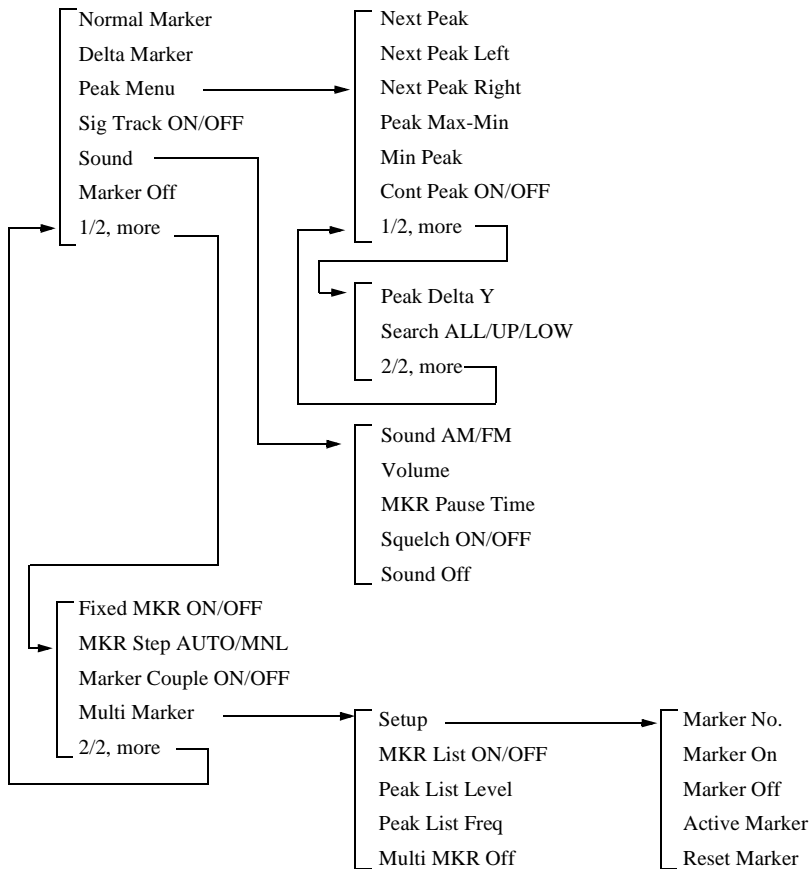 Normal Marker
Delta Marker
Peak Menu
Sig Track ON/OFF
Sound
Marker Off
1/2, more
Next Peak
Next Peak Left
Next Peak Right
Peak Max-Min
Min Peak
Cont Peak ON/OFF
1/2, more
Peak Delta Y
Search ALL/UP/LOW
2/2, more
Sound AM/FM
Volume
MKR Pause Time
Squelch ON/OFF
Sound Off
Fixed MKR ON/OFF
MKR Step AUTO/MNL
Marker Couple ON/OFF
Multi Marker
2/2, more
Setup
MKR List ON/OFF
Peak List Level
Peak List Freq
Multi MKR Off
Marker No.
Marker On
Marker Off
Active Marker
Reset Marker